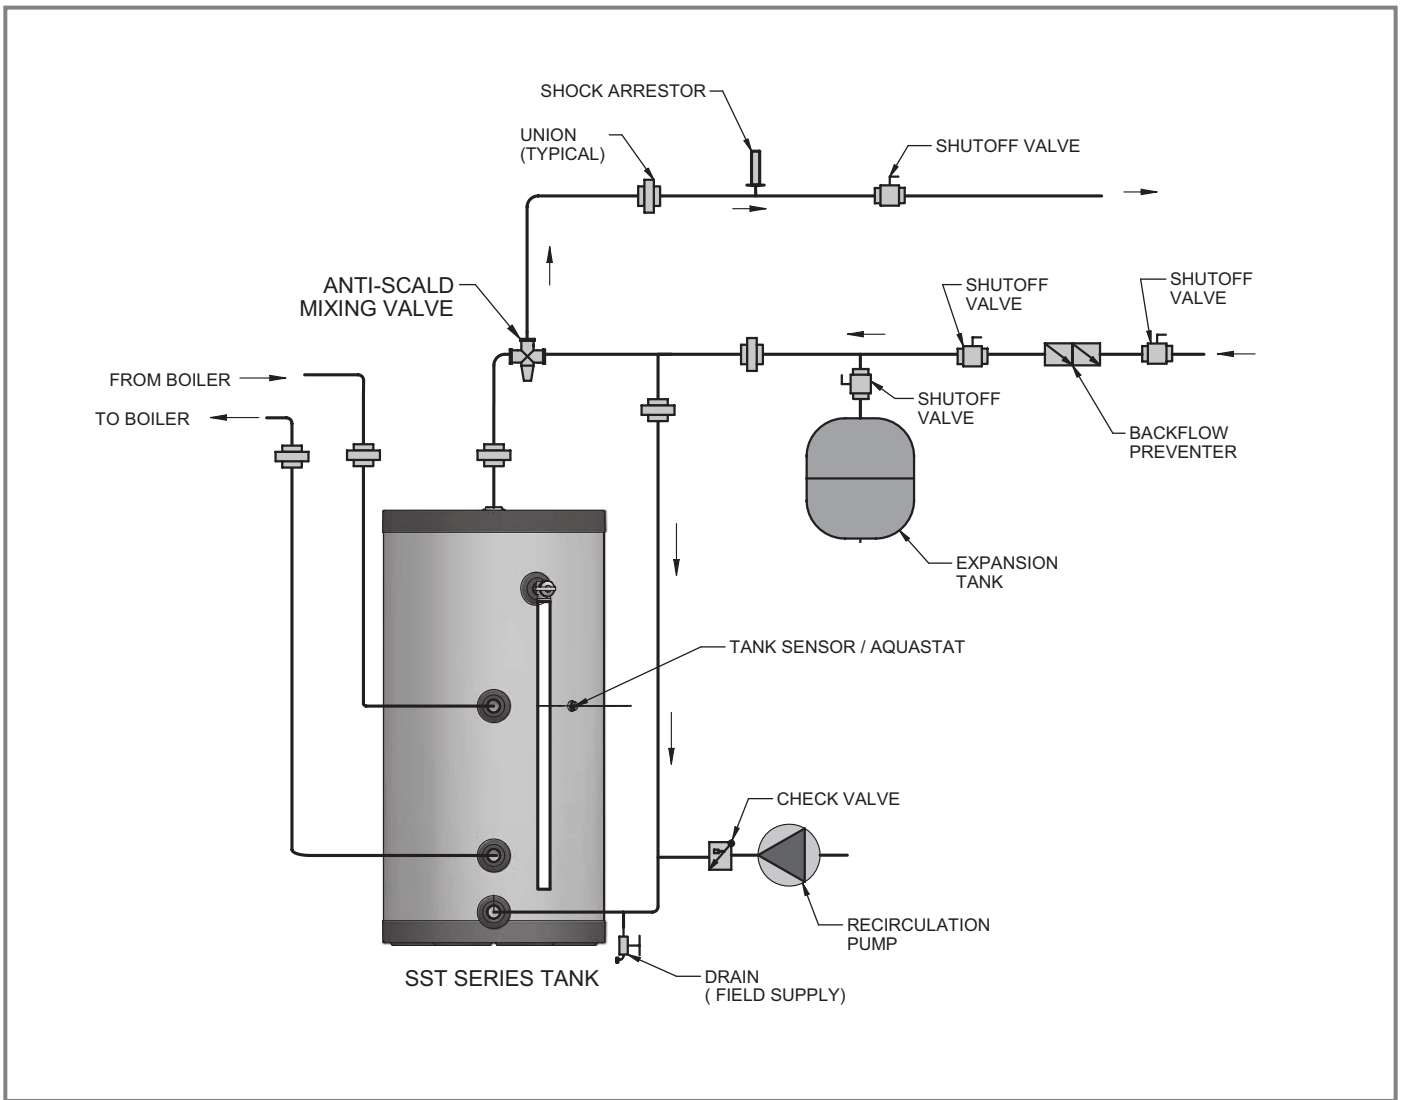 SHOCK ARRESTOR
UNION
(TYPICAL)
SHUTOFF VALVE
ANTI-SCALD
MIXING VALVE
SHUTOFF
VALVE
SHUTOFF
VALVE
FROM BOILER
TO BOILER
SHUTOFF
VALVE
BACKFLOW
PREVENTER
EXPANSION
TANK
TANK SENSOR / AQUASTAT
CHECK VALVE
RECIRCULATION
PUMP
SST SERIES TANK
DRAIN
( FIELD SUPPLY)